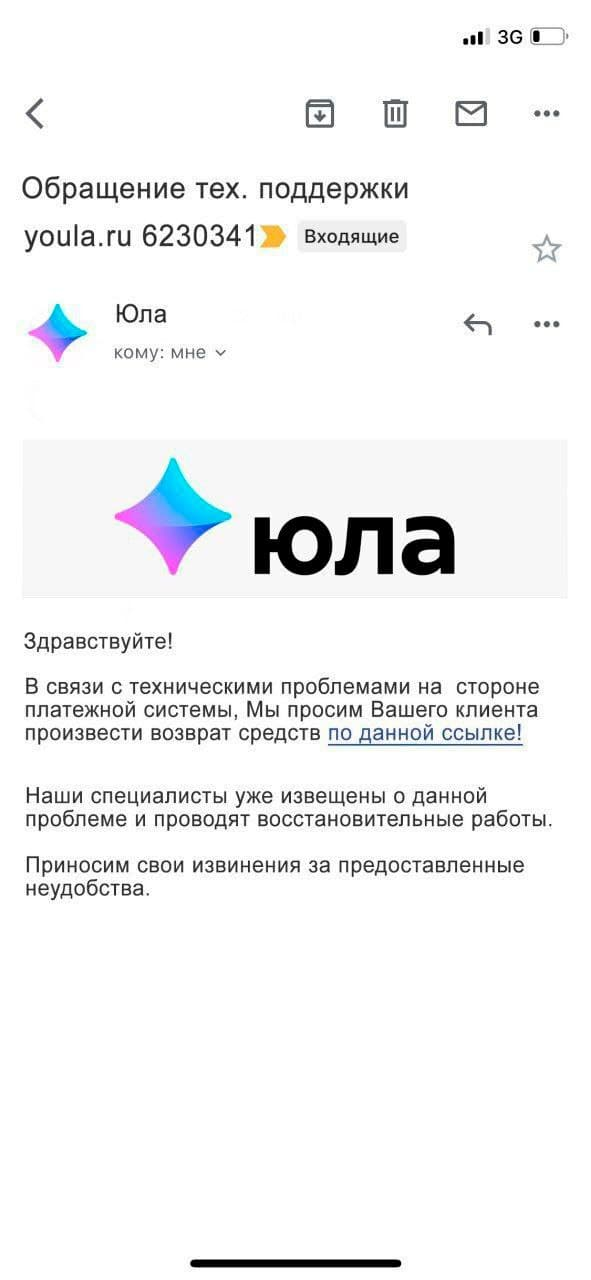 3G
Обращение тех. поддержки
youla.ru 6230341 Входящие
Юла
кому: мне
юла
Здравствуйте!
В связи с техническими проблемами на стороне
платежной системы, Мы просим Вашего клиента
произвести возврат средств по данной ссылке!
Наши специалисты уже извещены о данной
проблеме и проводят восстановительные работы.
Приносим свои извинения за предоставленные
неудобства.